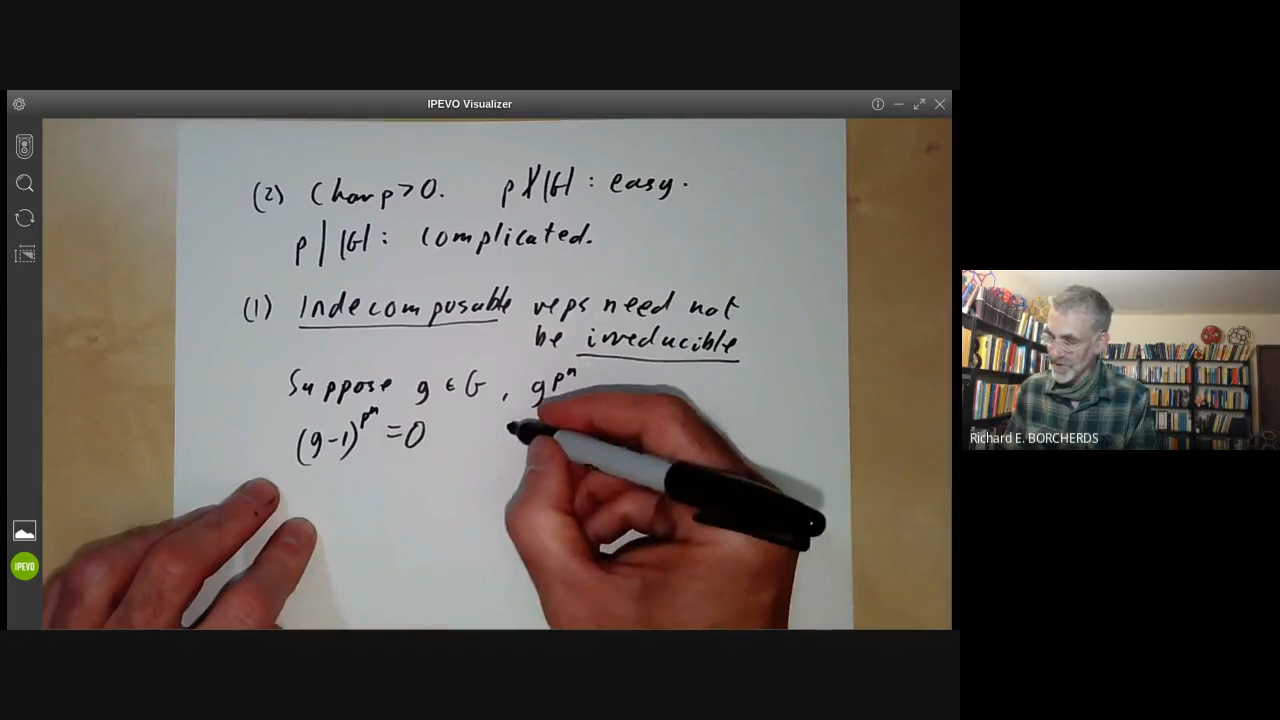 IPEVO Visualizer
(2) Char p>0. p∤|G| : easy.
p | |G| : complicated.
(1) Indecomposable reps need not
be irreducible
Suppose g ∈ G, g^{p^n}
(g-1)^{p^n} = 0
IPEVO
Richard E. BORCHERDS